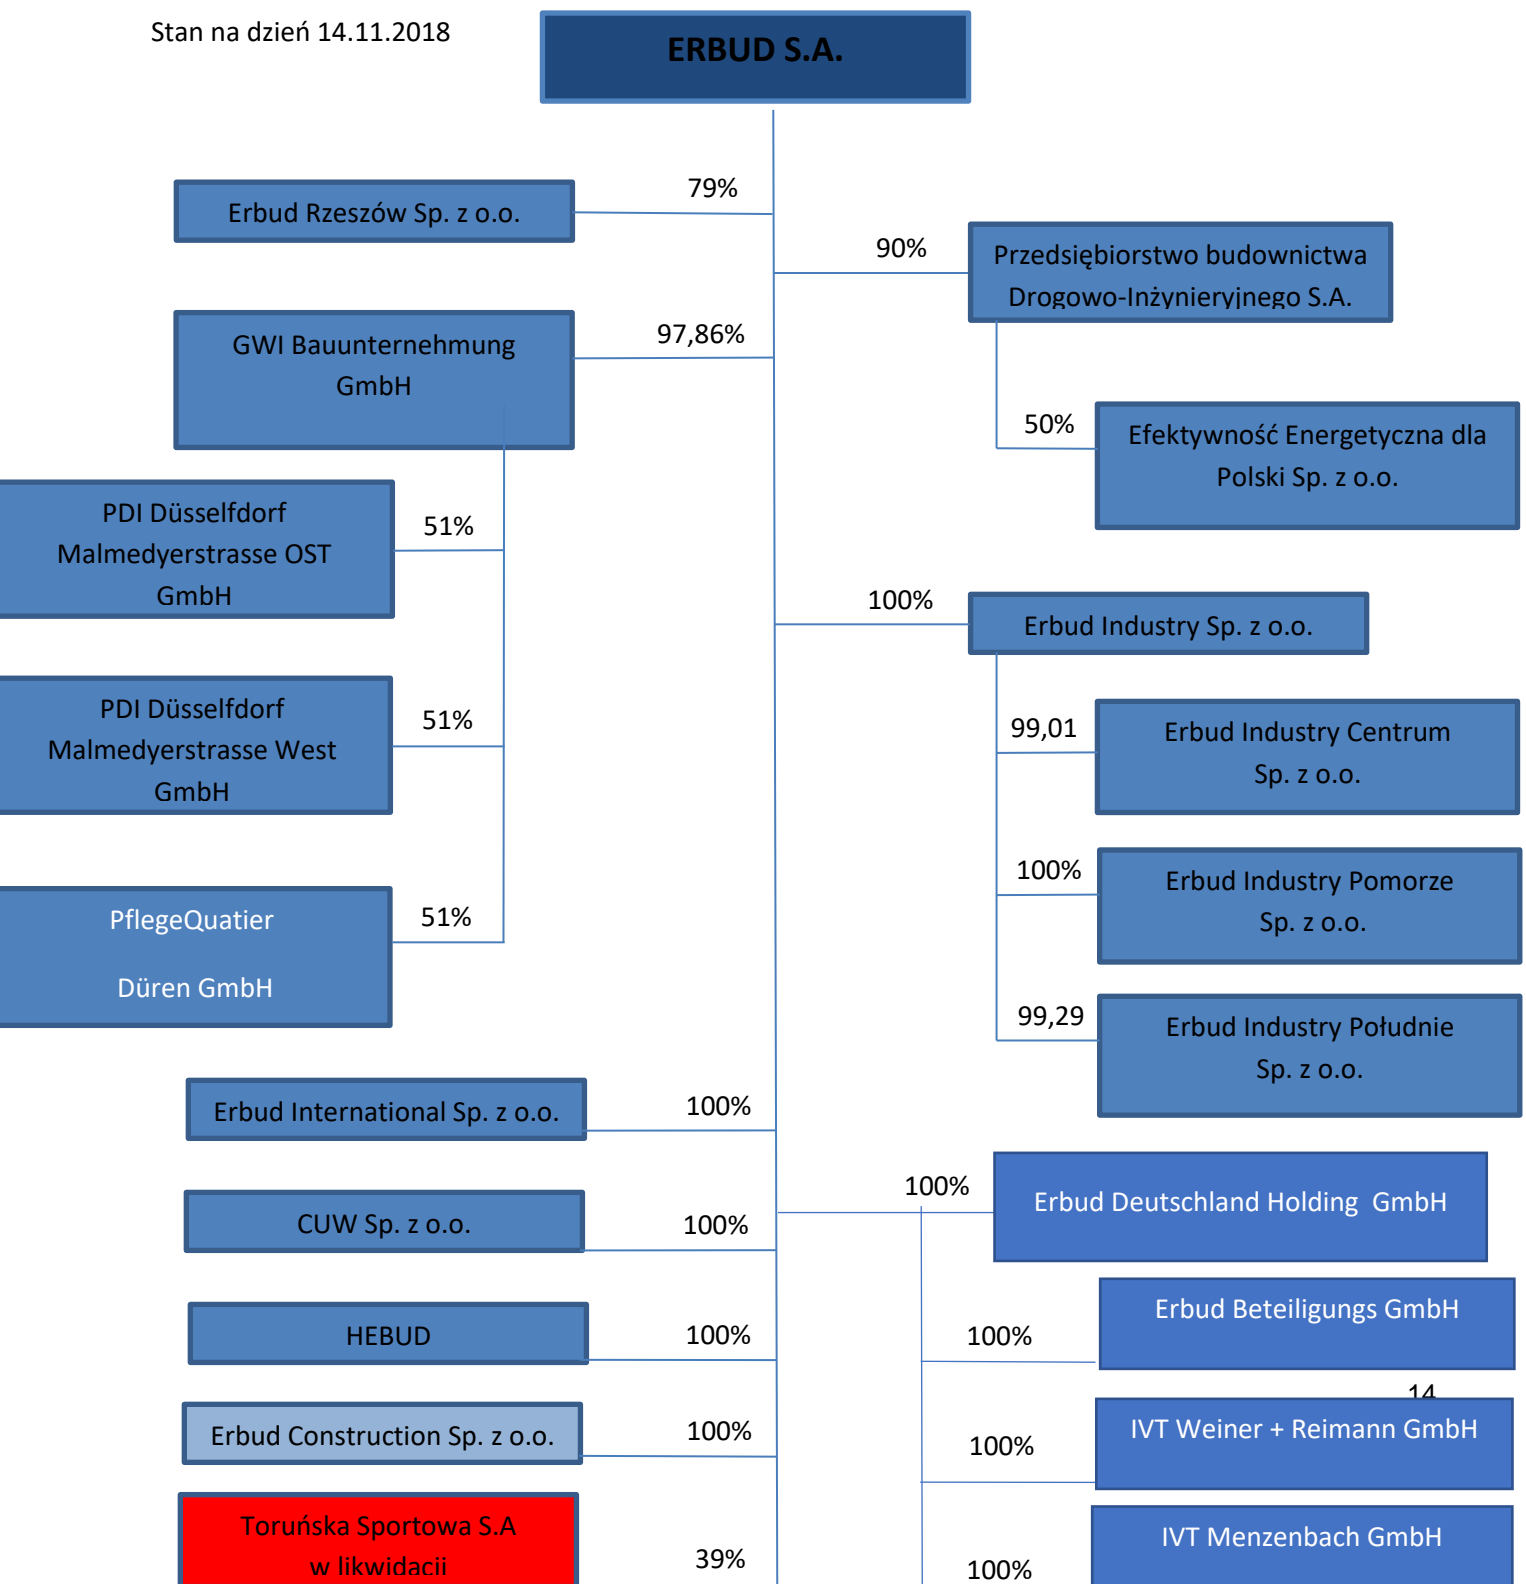 Stan na dzień 14.11.2018
ERBUD S.A.
79%
Erbud Rzeszów Sp. z o.o.
90%
Przedsiębiorstwo budownictwa
Drogowo-Inżynieryjnego S.A.
97,86%
GWI Bauunternehmung
GmbH
50%
Efektywność Energetyczna dla
Polski Sp. z o.o.
PDI Düsselfdorf
Malmedyerstrasse OST
GmbH
51%
100%
Erbud Industry Sp. z o.o.
PDI Düsselfdorf
Malmedyerstrasse West
GmbH
51%
99,01
Erbud Industry Centrum
Sp. z o.o.
100%
Erbud Industry Pomorze
Sp. z o.o.
PflegeQuatier
Düren GmbH
51%
99,29
Erbud Industry Południe
Sp. z o.o.
Erbud International Sp. z o.o.
100%
100%
Erbud Deutschland Holding GmbH
CUW Sp. z o.o.
100%
Erbud Beteiligungs GmbH
100%
HEBUD
100%
14
IVT Weiner + Reimann GmbH
100%
Erbud Construction Sp. z o.o.
100%
Toruńska Sportowa S.A
w likwidacji
39%
IVT Menzenbach GmbH
100%